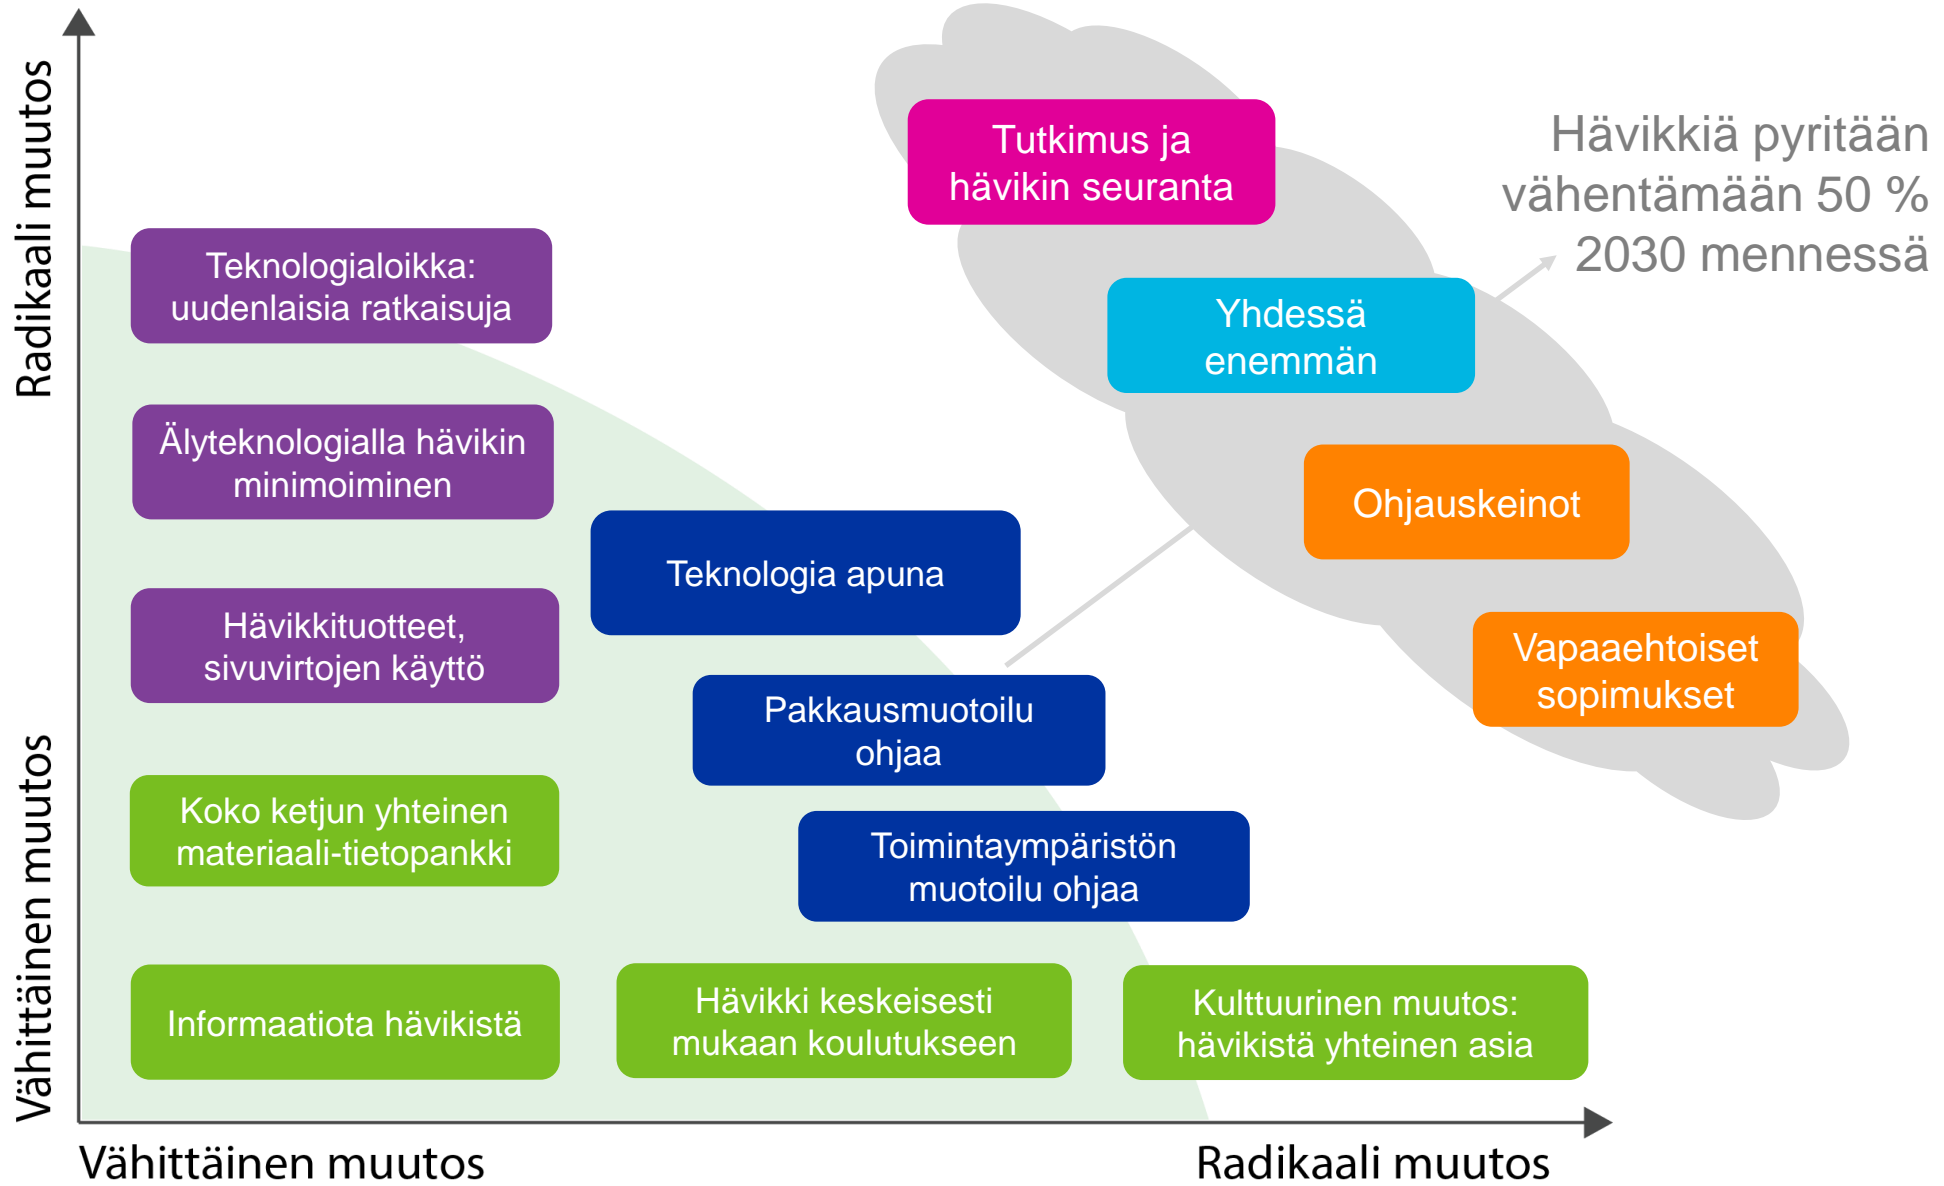 Radikaali muutos
Vähittäinen muutos
Tutkimus ja
hävikin seuranta
Hävikkiä pyritään
vähentämään 50 %
2030 mennessä
Teknologialoikka:
uudenlaisia ratkaisuja
Yhdessä
enemmän
Älyteknologialla hävikin
minimoiminen
Ohjauskeinot
Teknologia apuna
Hävikkituotteet,
sivuvirtojen käyttö
Vapaaehtoiset
sopimukset
Pakkausmuotoilu
ohjaa
Koko ketjun yhteinen
materiaali-tietopankki
Toimintaympäristön
muotoilu ohjaa
Informaatiota hävikistä
Hävikki keskeisesti
mukaan koulutukseen
Kulttuurinen muutos:
hävikistä yhteinen asia
Vähittäinen muutos
Radikaali muutos